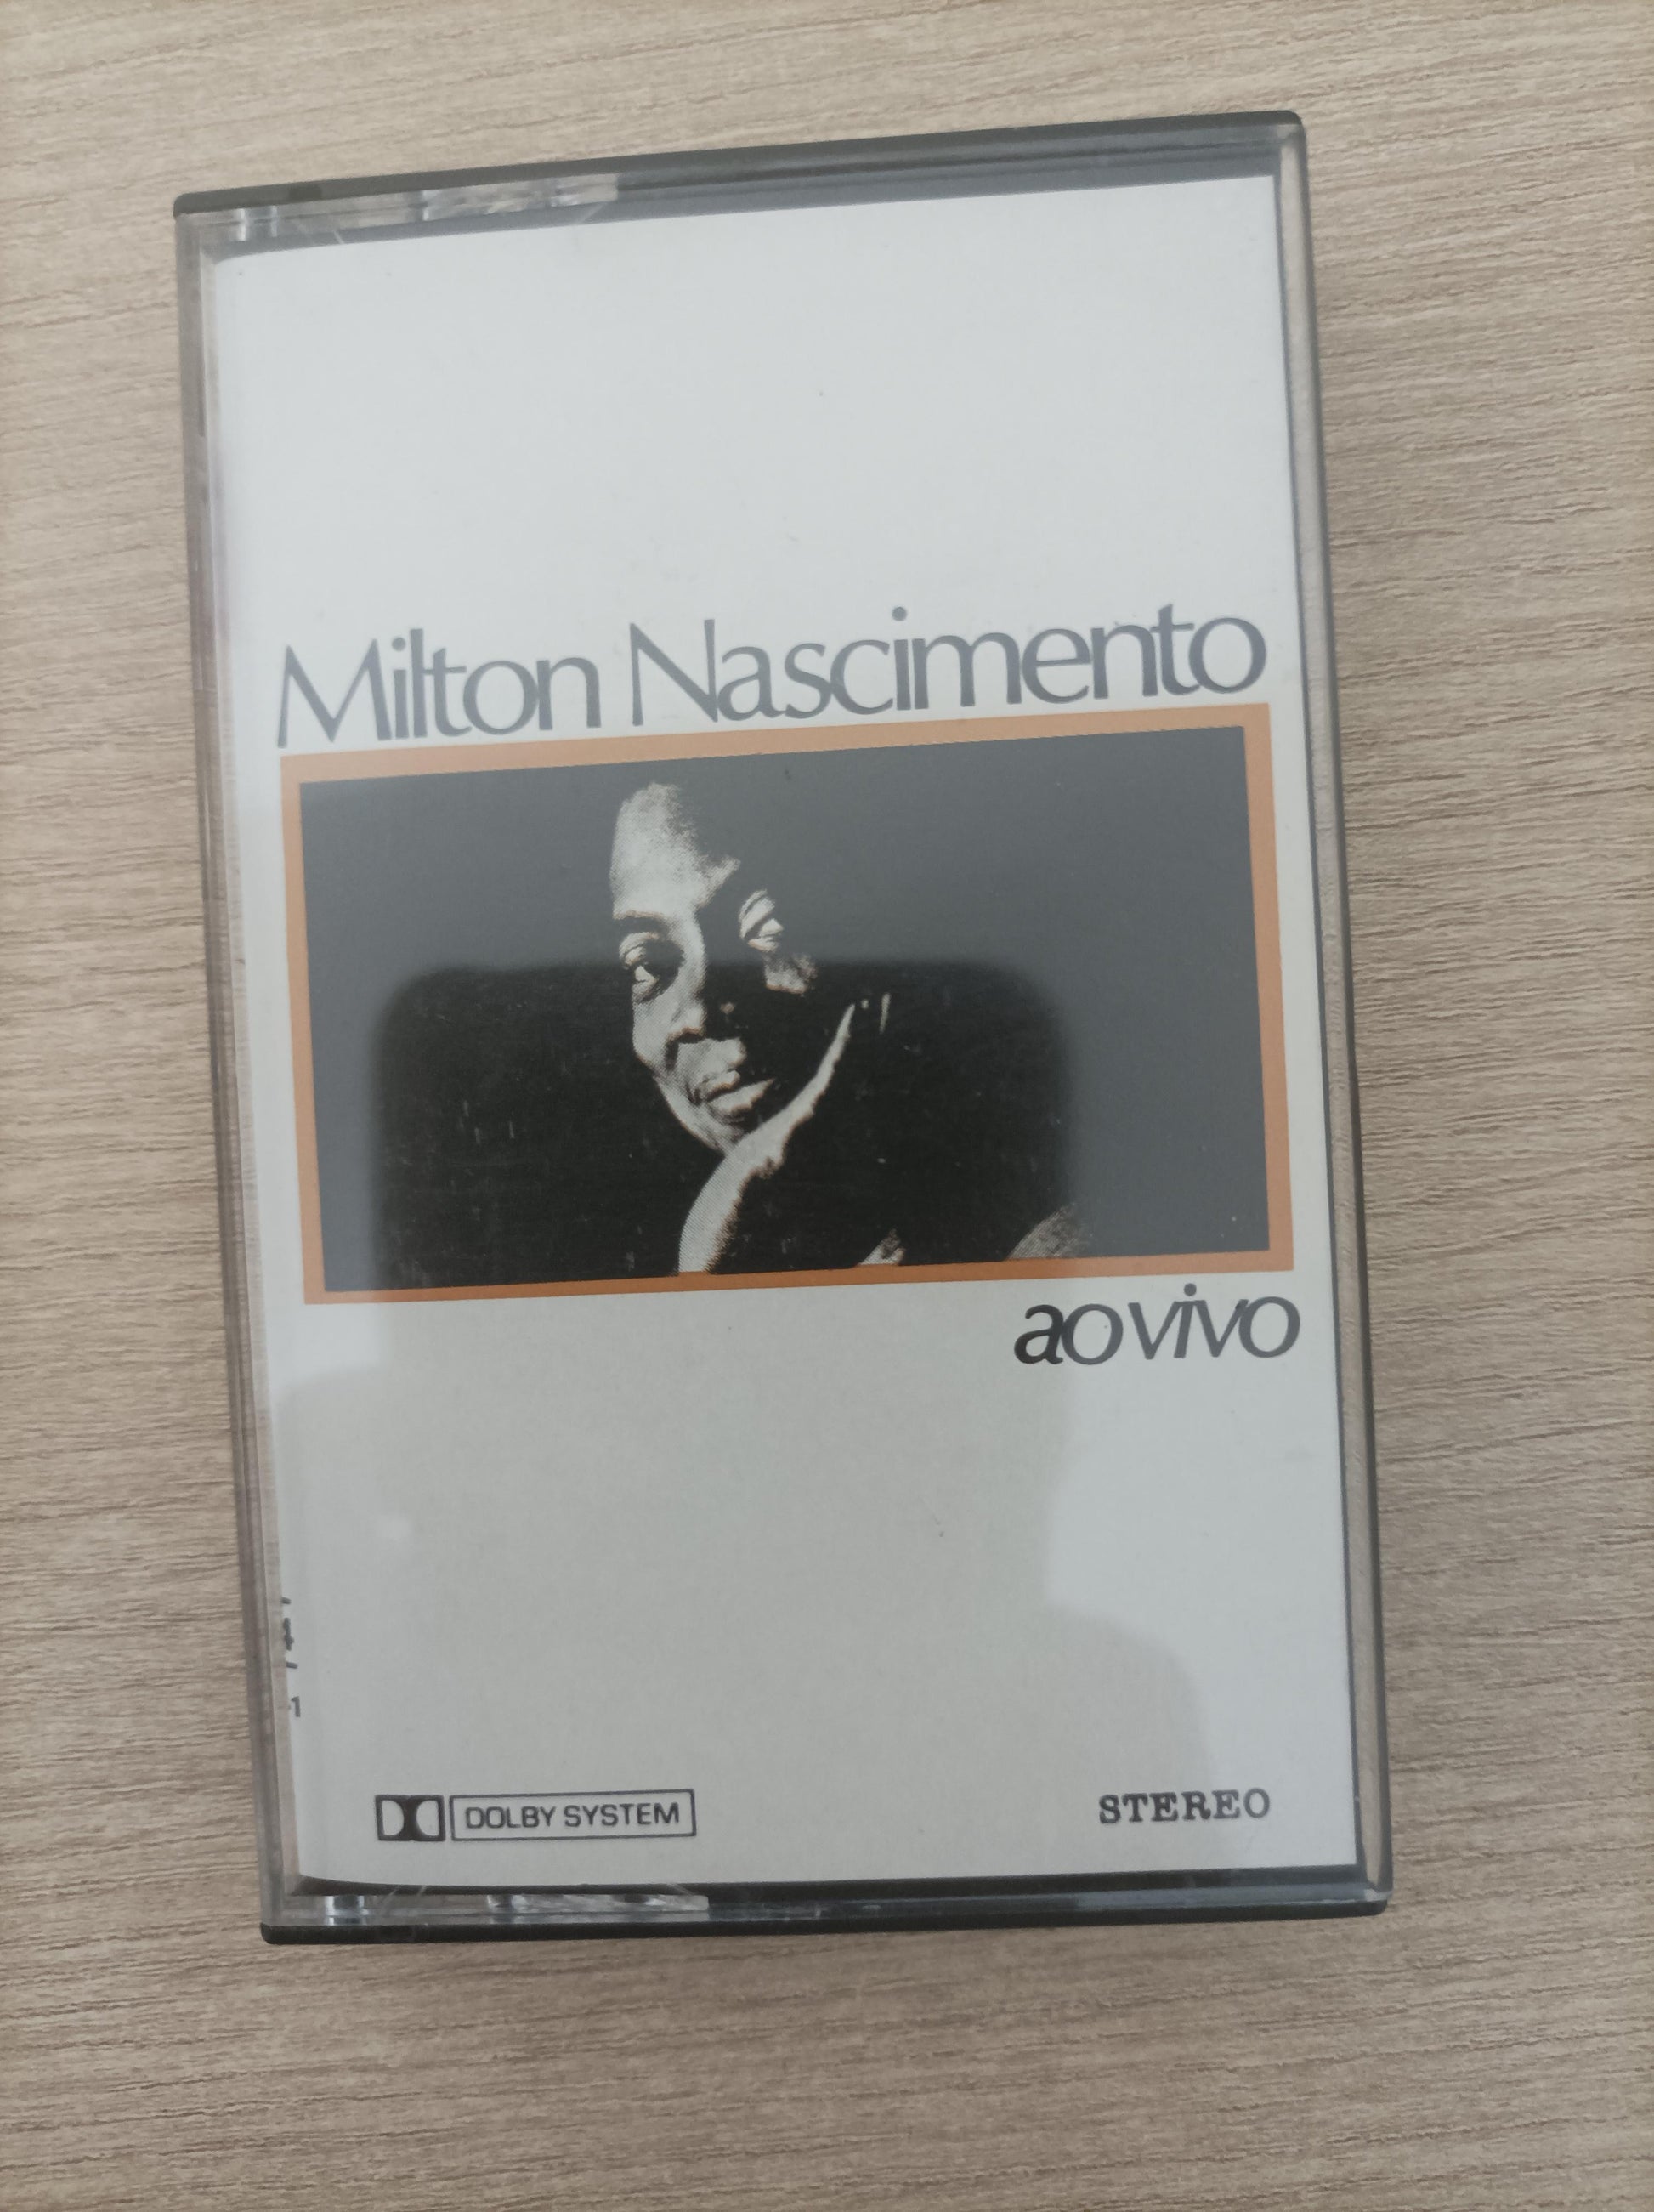 Milton Nascimento
ao vivo
DOLBY SYSTEM
STEREO